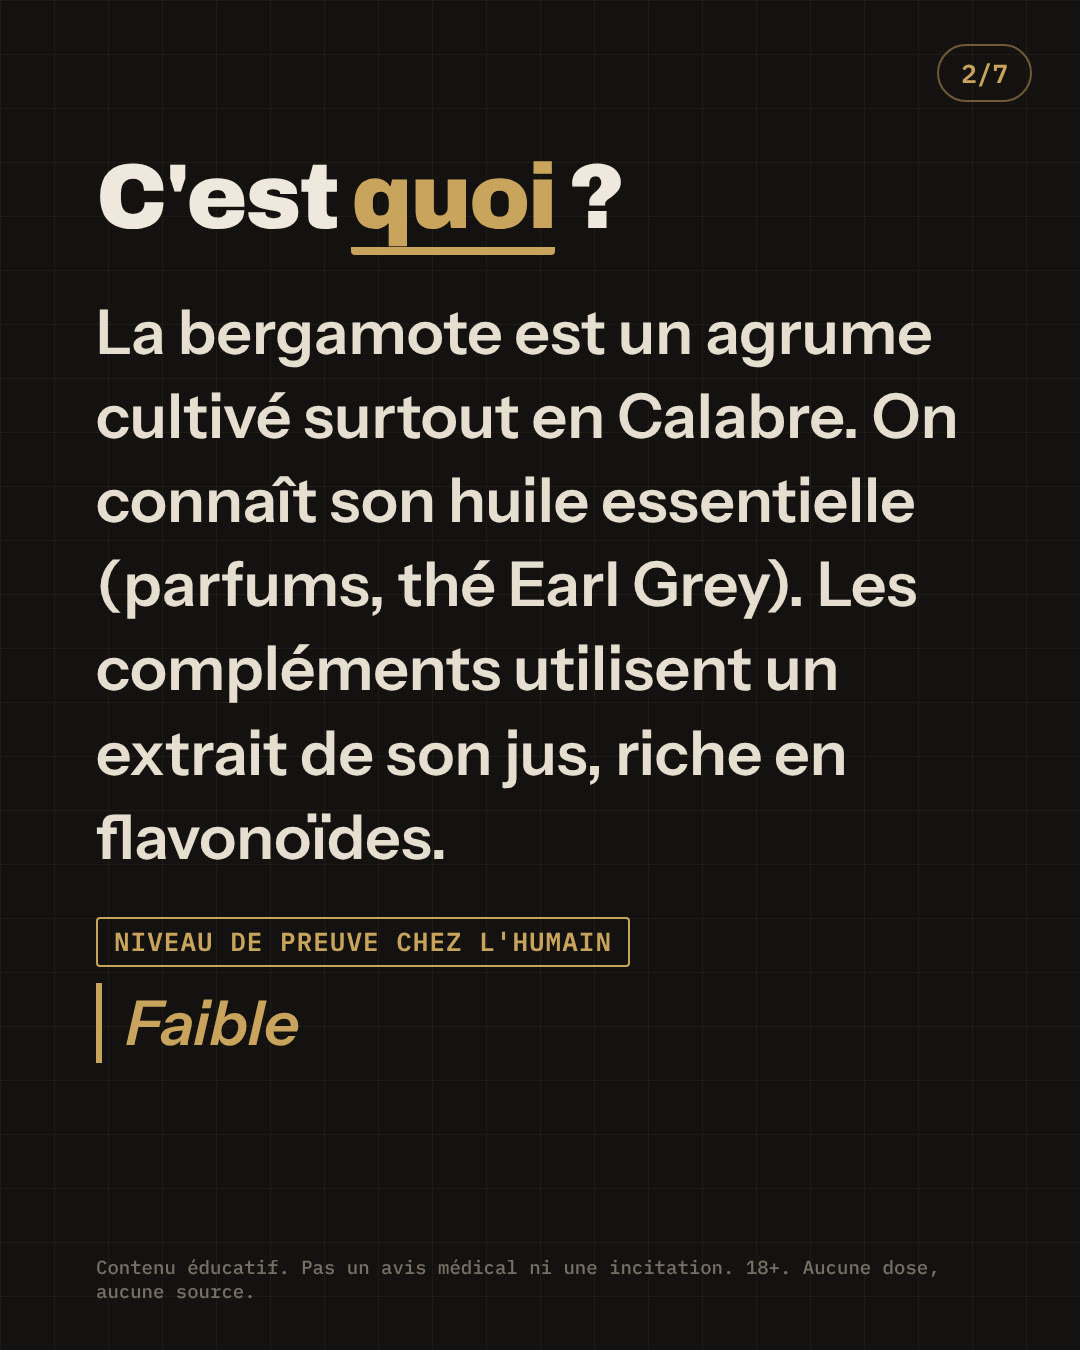 2/7
C'est quoi ?
La bergamote est un agrume
cultivé surtout en Calabre. On
connaît son huile essentielle
(parfums, thé Earl Grey). Les
compléments utilisent un
extrait de son jus, riche en
flavonoïdes.
NIVEAU DE PREUVE CHEZ L'HUMAIN
Faible
Contenu éducatif. Pas un avis médical ni une incitation. 18+. Aucune dose,
aucune source.